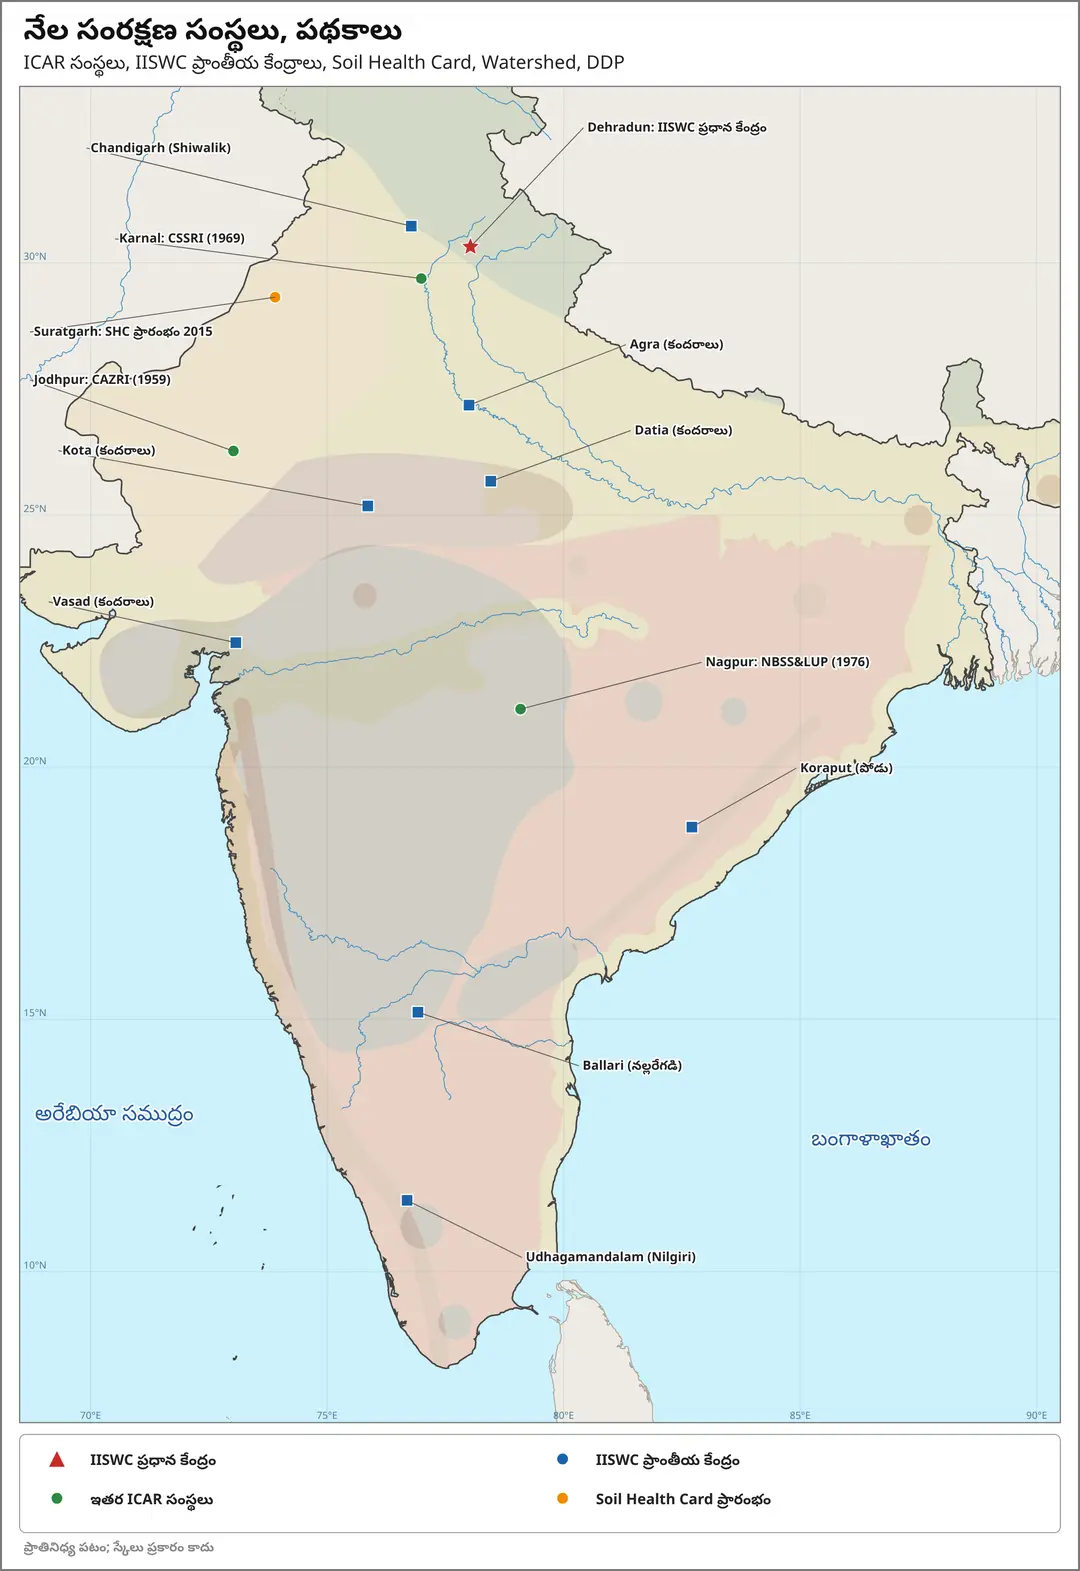 నేల సంరక్షణ సంస్థలు, పథకాలు
ICAR సంస్థలు, IISWC ప్రాంతీయ కేంద్రాలు, Soil Health Card, Watershed, DDP
Dehradun: IISWC ప్రధాన కేంద్రం
Chandigarh (Shiwalik)
Karnal: CSSRI (1969)
30°N
Suratgarh: SHC ప్రారంభం 2015
Agra (కందరాలు)
Jodhpur: CAZRI (1959)
Datia (కందరాలు)
Kota (కందరాలు)
25°N
Vasad (కందరాలు)
Nagpur: NBSS&LUP (1976)
20°N
Koraput (పోడు)
15°N
Ballari (నల్లరేగడి)
అరేబియా సముద్రం
బంగాళాఖాతం
Udhagamandalam (Nilgiri)
10°N
70°E 75°E 80°E 85°E 90°E
IISWC ప్రధాన కేంద్రం
IISWC ప్రాంతీయ కేంద్రం
ఇతర ICAR సంస్థలు
Soil Health Card ప్రారంభం
ప్రాతినిధ్య పటం; స్కేలు ప్రకారం కాదు